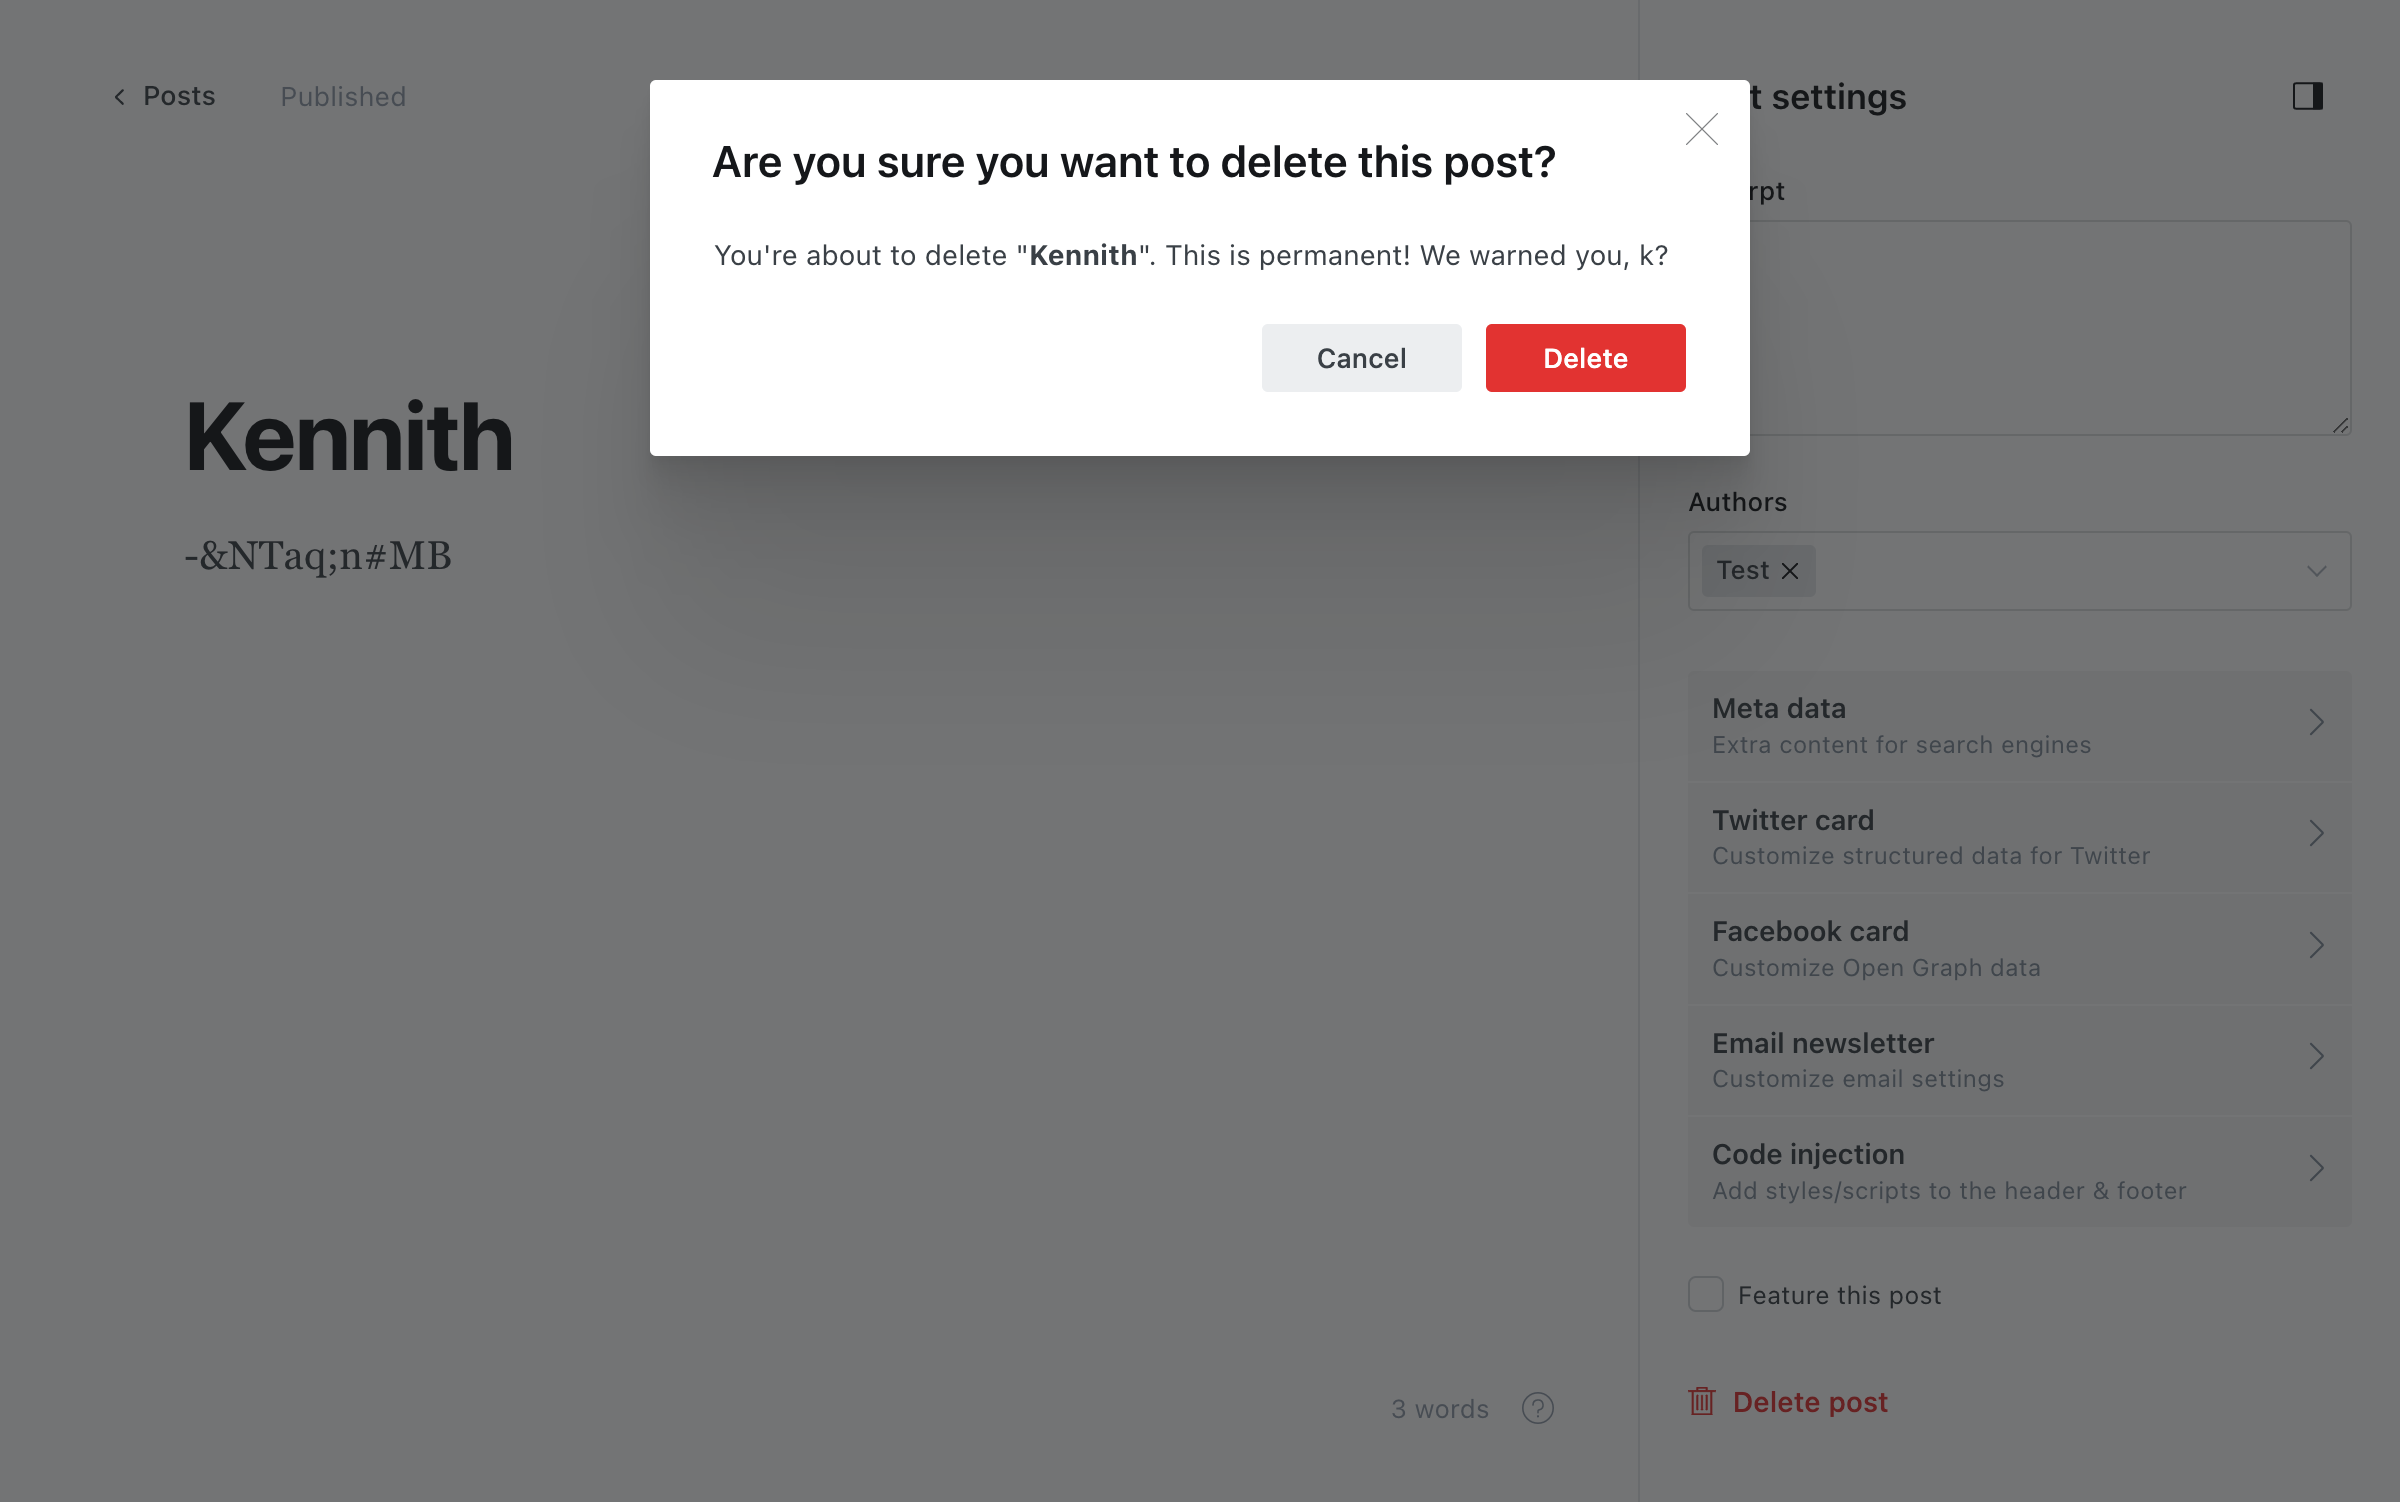 Posts
Published
t settings
Are you sure you want to delete this post?
You're about to delete "Kennith". This is permanent! We warned you, k?
Cancel
Delete
rpt
Kennith
-&NTaq;n#MB
Authors
Test
Meta data
Extra content for search engines
Twitter card
Customize structured data for Twitter
Facebook card
Customize Open Graph data
Email newsletter
Customize email settings
Code injection
Add styles/scripts to the header & footer
Feature this post
3 words
?
Delete post